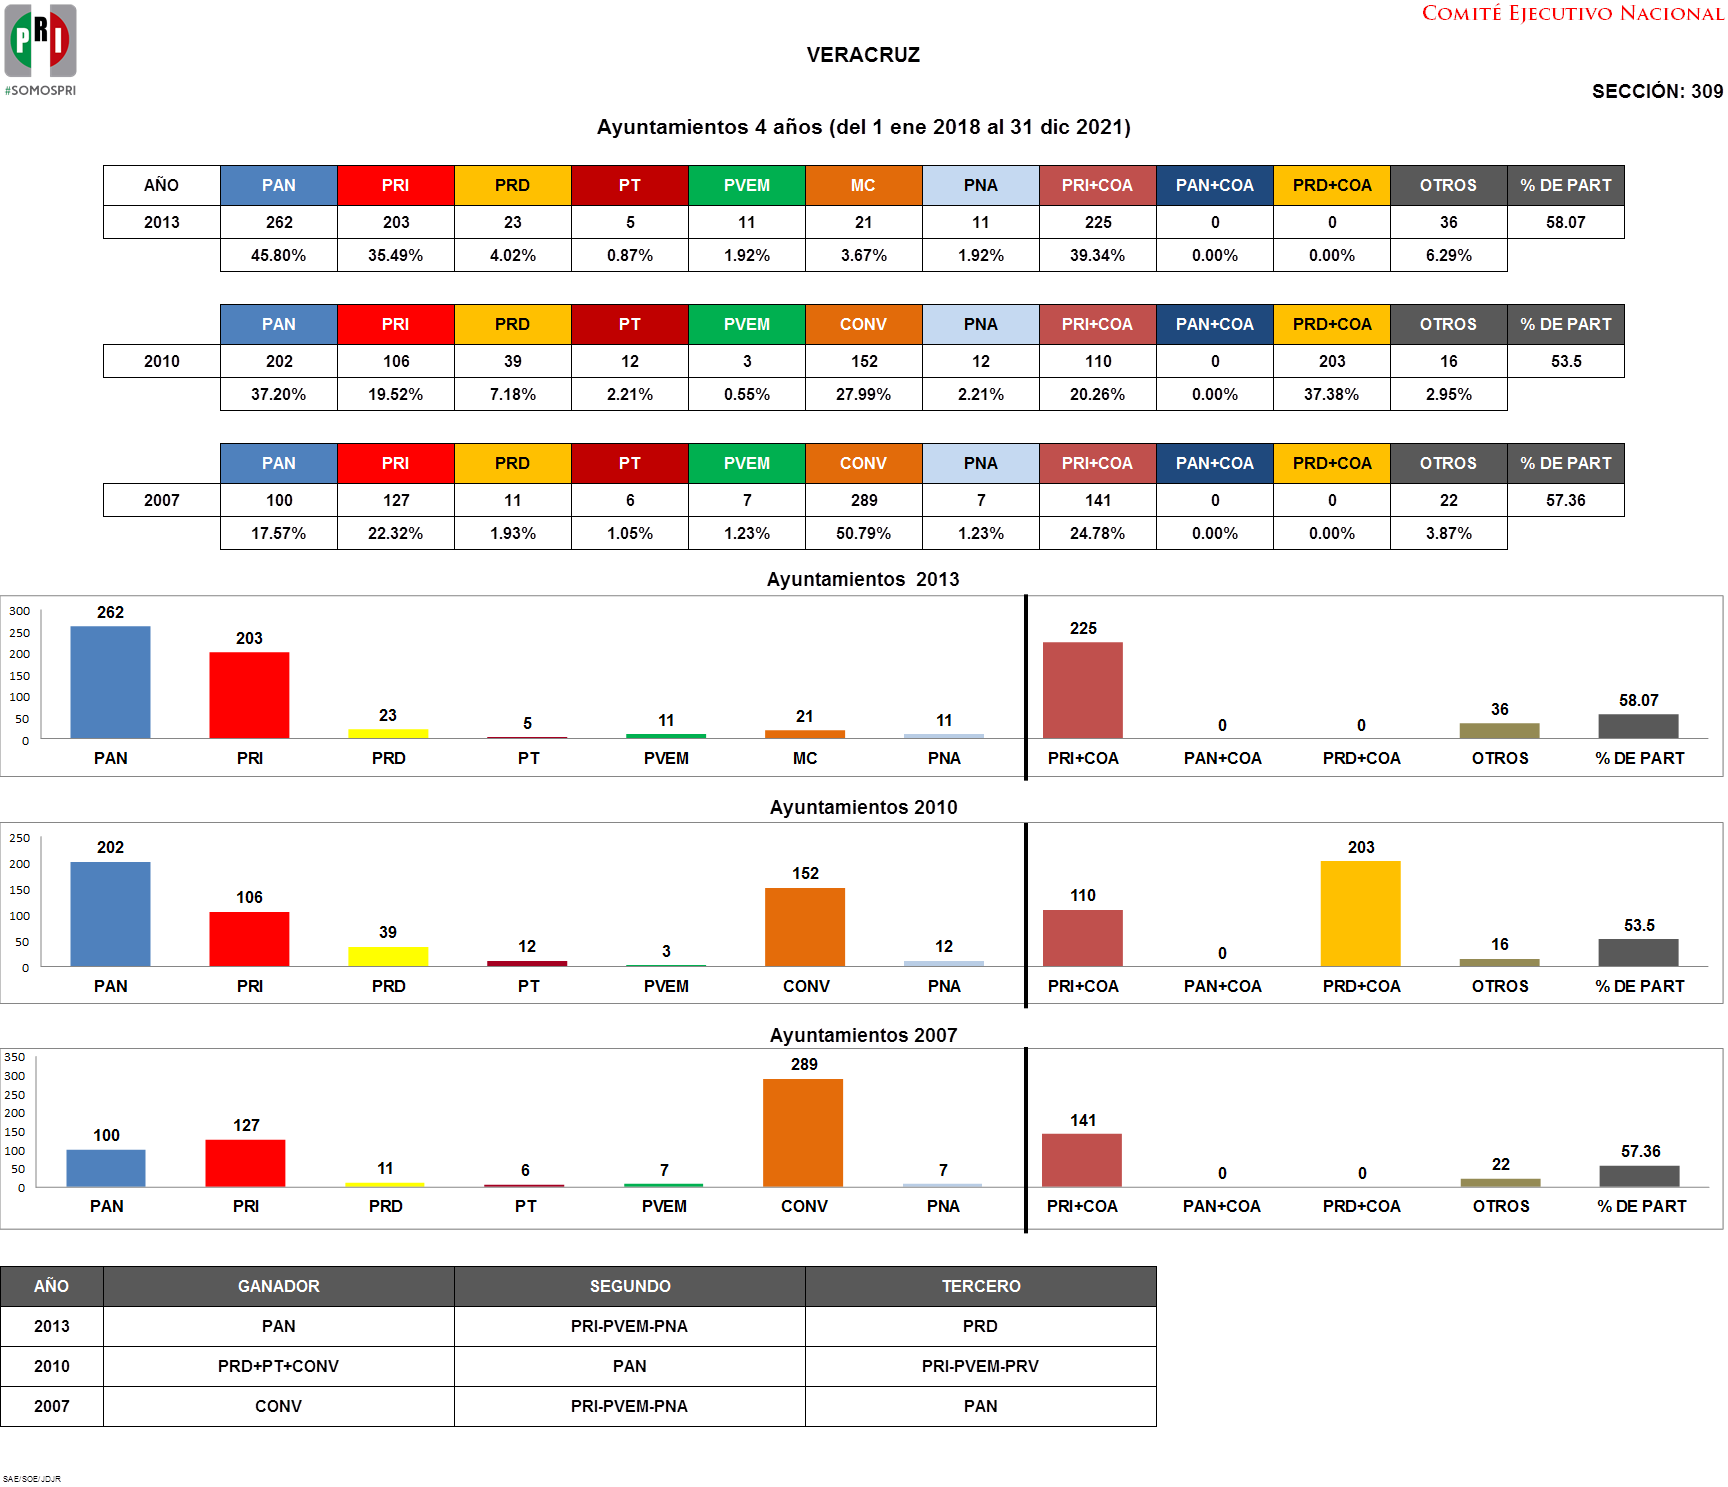 PRI
#SOMOSPRI
COMITÉ EJECUTIVO NACIONAL
VERACRUZ
SECCIÓN: 309
Ayuntamientos 4 años (del 1 ene 2018 al 31 dic 2021)
AÑO PAN PRI PRD PT PVEM MC PNA PRI+COA PAN+COA PRD+COA OTROS % DE PART
2013 262 203 23 5 11 21 11 225 0 0 36 58.07
45.80% 35.49% 4.02% 0.87% 1.92% 3.67% 1.92% 39.34% 0.00% 0.00% 6.29%
PAN PRI PRD PT PVEM CONV PNA PRI+COA PAN+COA PRD+COA OTROS % DE PART
2010 202 106 39 12 3 152 12 110 0 203 16 53.5
37.20% 19.52% 7.18% 2.21% 0.55% 27.99% 2.21% 20.26% 0.00% 37.38% 2.95%
PAN PRI PRD PT PVEM CONV PNA PRI+COA PAN+COA PRD+COA OTROS % DE PART
2007 100 127 11 6 7 289 7 141 0 0 22 57.36
17.57% 22.32% 1.93% 1.05% 1.23% 50.79% 1.23% 24.78% 0.00% 0.00% 3.87%
Ayuntamientos 2013
300
250
200
150
100
50
0
262 203 23 5 11 21 11 225 0 0 36 58.07
PAN PRI PRD PT PVEM MC PNA PRI+COA PAN+COA PRD+COA OTROS % DE PART
Ayuntamientos 2010
250
200
150
100
50
0
202 106 39 12 3 152 12 110 0 203 16 53.5
PAN PRI PRD PT PVEM CONV PNA PRI+COA PAN+COA PRD+COA OTROS % DE PART
Ayuntamientos 2007
350
300
250
200
150
100
50
0
100 127 11 6 7 289 7 141 0 0 22 57.36
PAN PRI PRD PT PVEM CONV PNA PRI+COA PAN+COA PRD+COA OTROS % DE PART
AÑO GANADOR SEGUNDO TERCERO
2013 PAN PRI-PVEM-PNA PRD
2010 PRD+PT+CONV PAN PRI-PVEM-PRV
2007 CONV PRI-PVEM-PNA PAN
SAE/SOE/JDJR